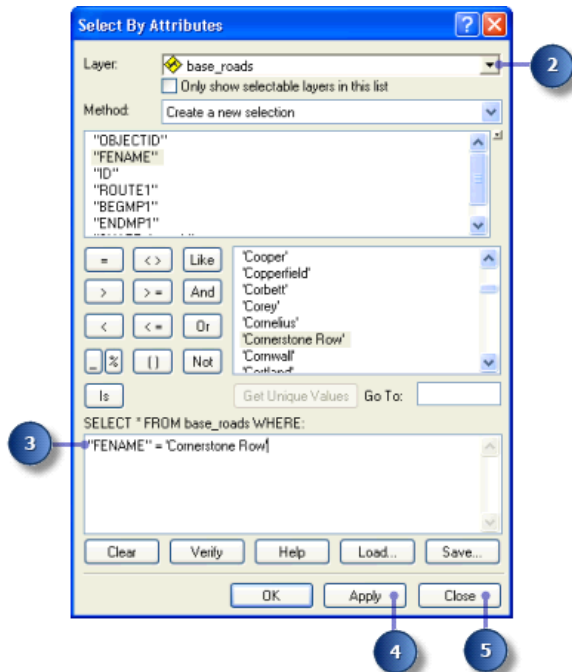 Select By Attributes ?
Layer: base_roads 2
Only show selectable layers in this list
Method: Create a new selection
"OBJECTID"
"FENAME"
"ID"
"ROUTE1"
"BEGMP1"
"ENDMP1"
= <> Like 'Cooper'
'Copperfield'
'Corbett'
> >= And 'Corey'
'Cornelius'
< <= Or 'Cornerstone Row'
'Cornwall'
_ % () Not 'Cortland'
Is Get Unique Values Go To:
SELECT * FROM base_roads WHERE:
3 "FENAME" = 'Cornerstone Row'
Clear Verify Help Load... Save...
OK Apply Close
4 5